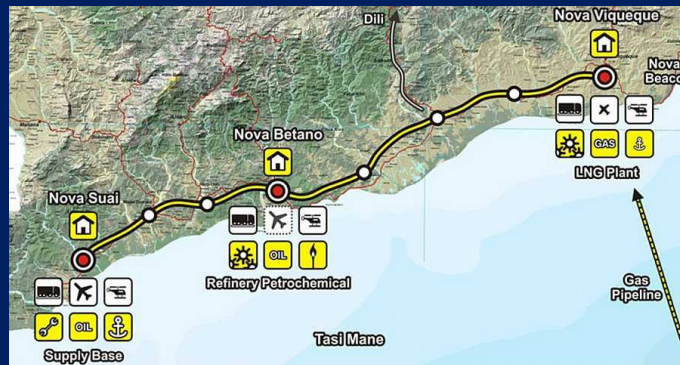 Dili
Nova Viqueque
Nova
Beaco
Nova Betano
GAS
LNG Plant
Nova Suai
OIL
Refinery Petrochemical
Gas
Pipeline
OIL
Supply Base
Tasi Mane